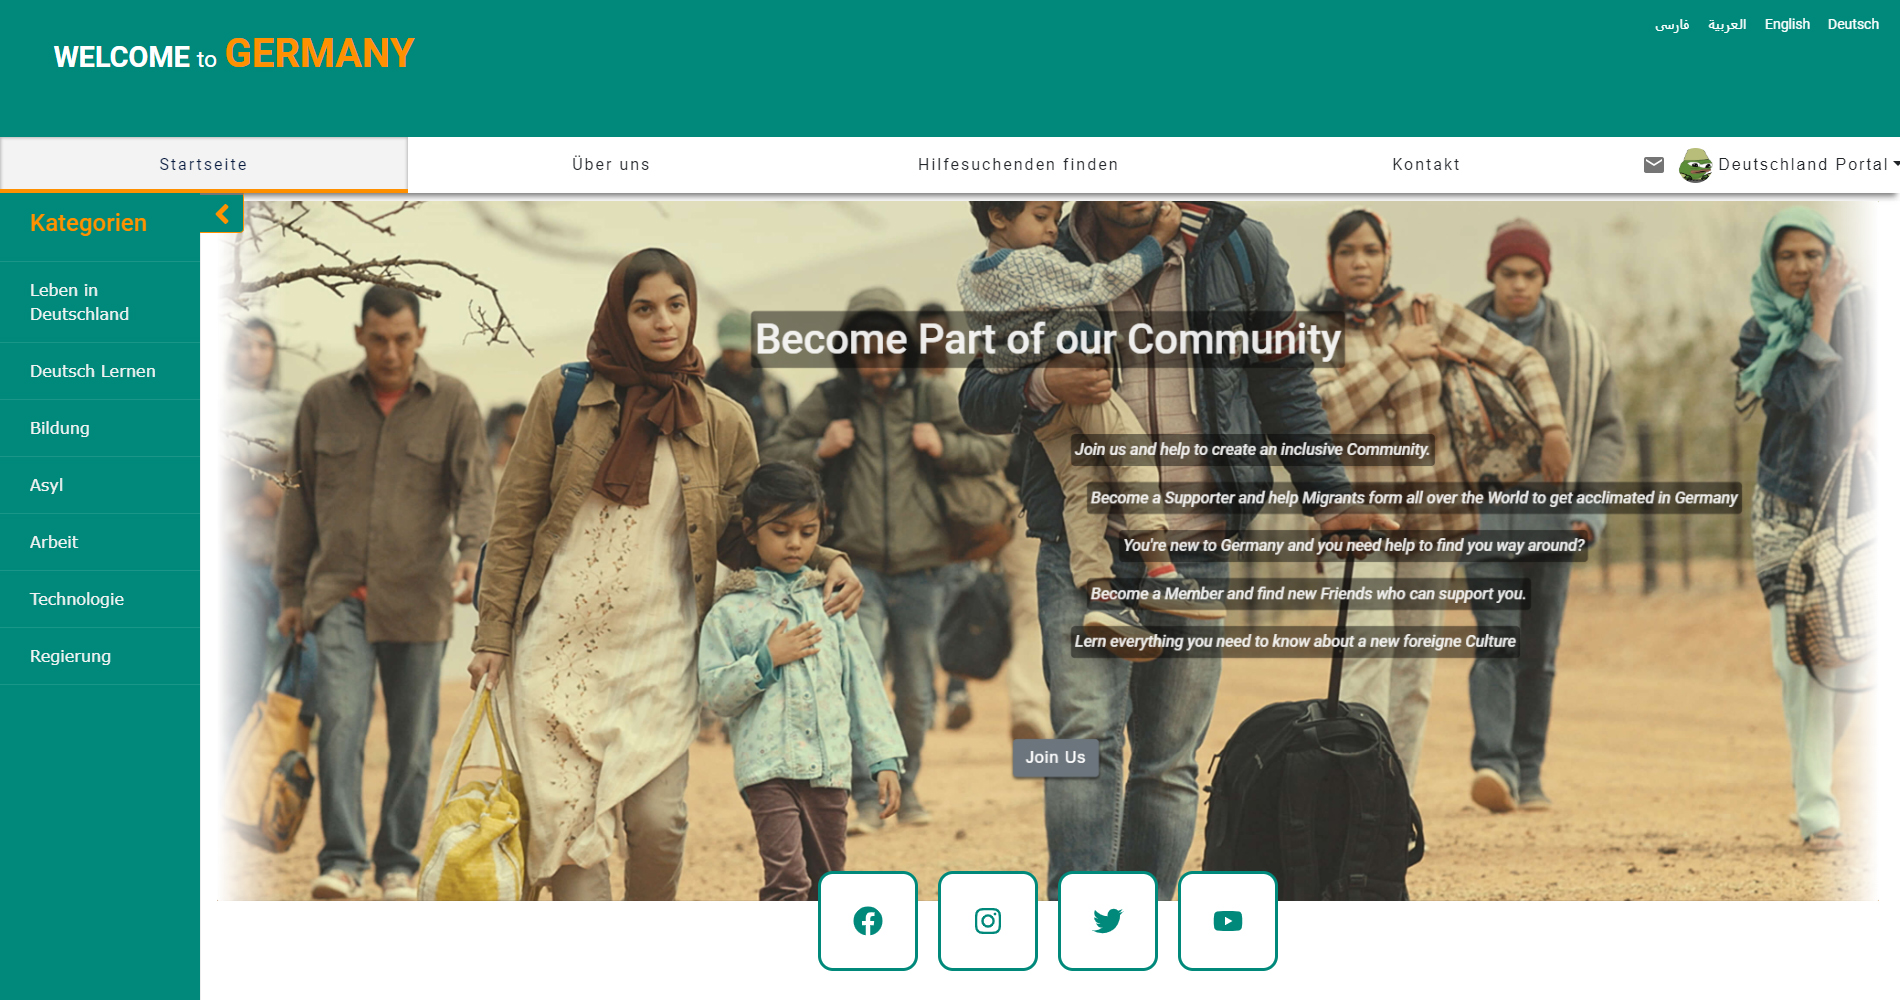 فارسی العربية English Deutsch
WELCOME to GERMANY
Startseite Über uns Hilfesuchenden finden Kontakt Deutschland Portal
Kategorien
Leben in
Deutschland
Deutsch Lernen
Bildung
Asyl
Arbeit
Technologie
Regierung
Become Part of our Community
Join us and help to create an inclusive Community.
Become a Supporter and help Migrants form all over the World to get acclimated in Germany
You're new to Germany and you need help to find you way around?
Become a Member and find new Friends who can support you.
Lern everything you need to know about a new foreigne Culture
Join Us